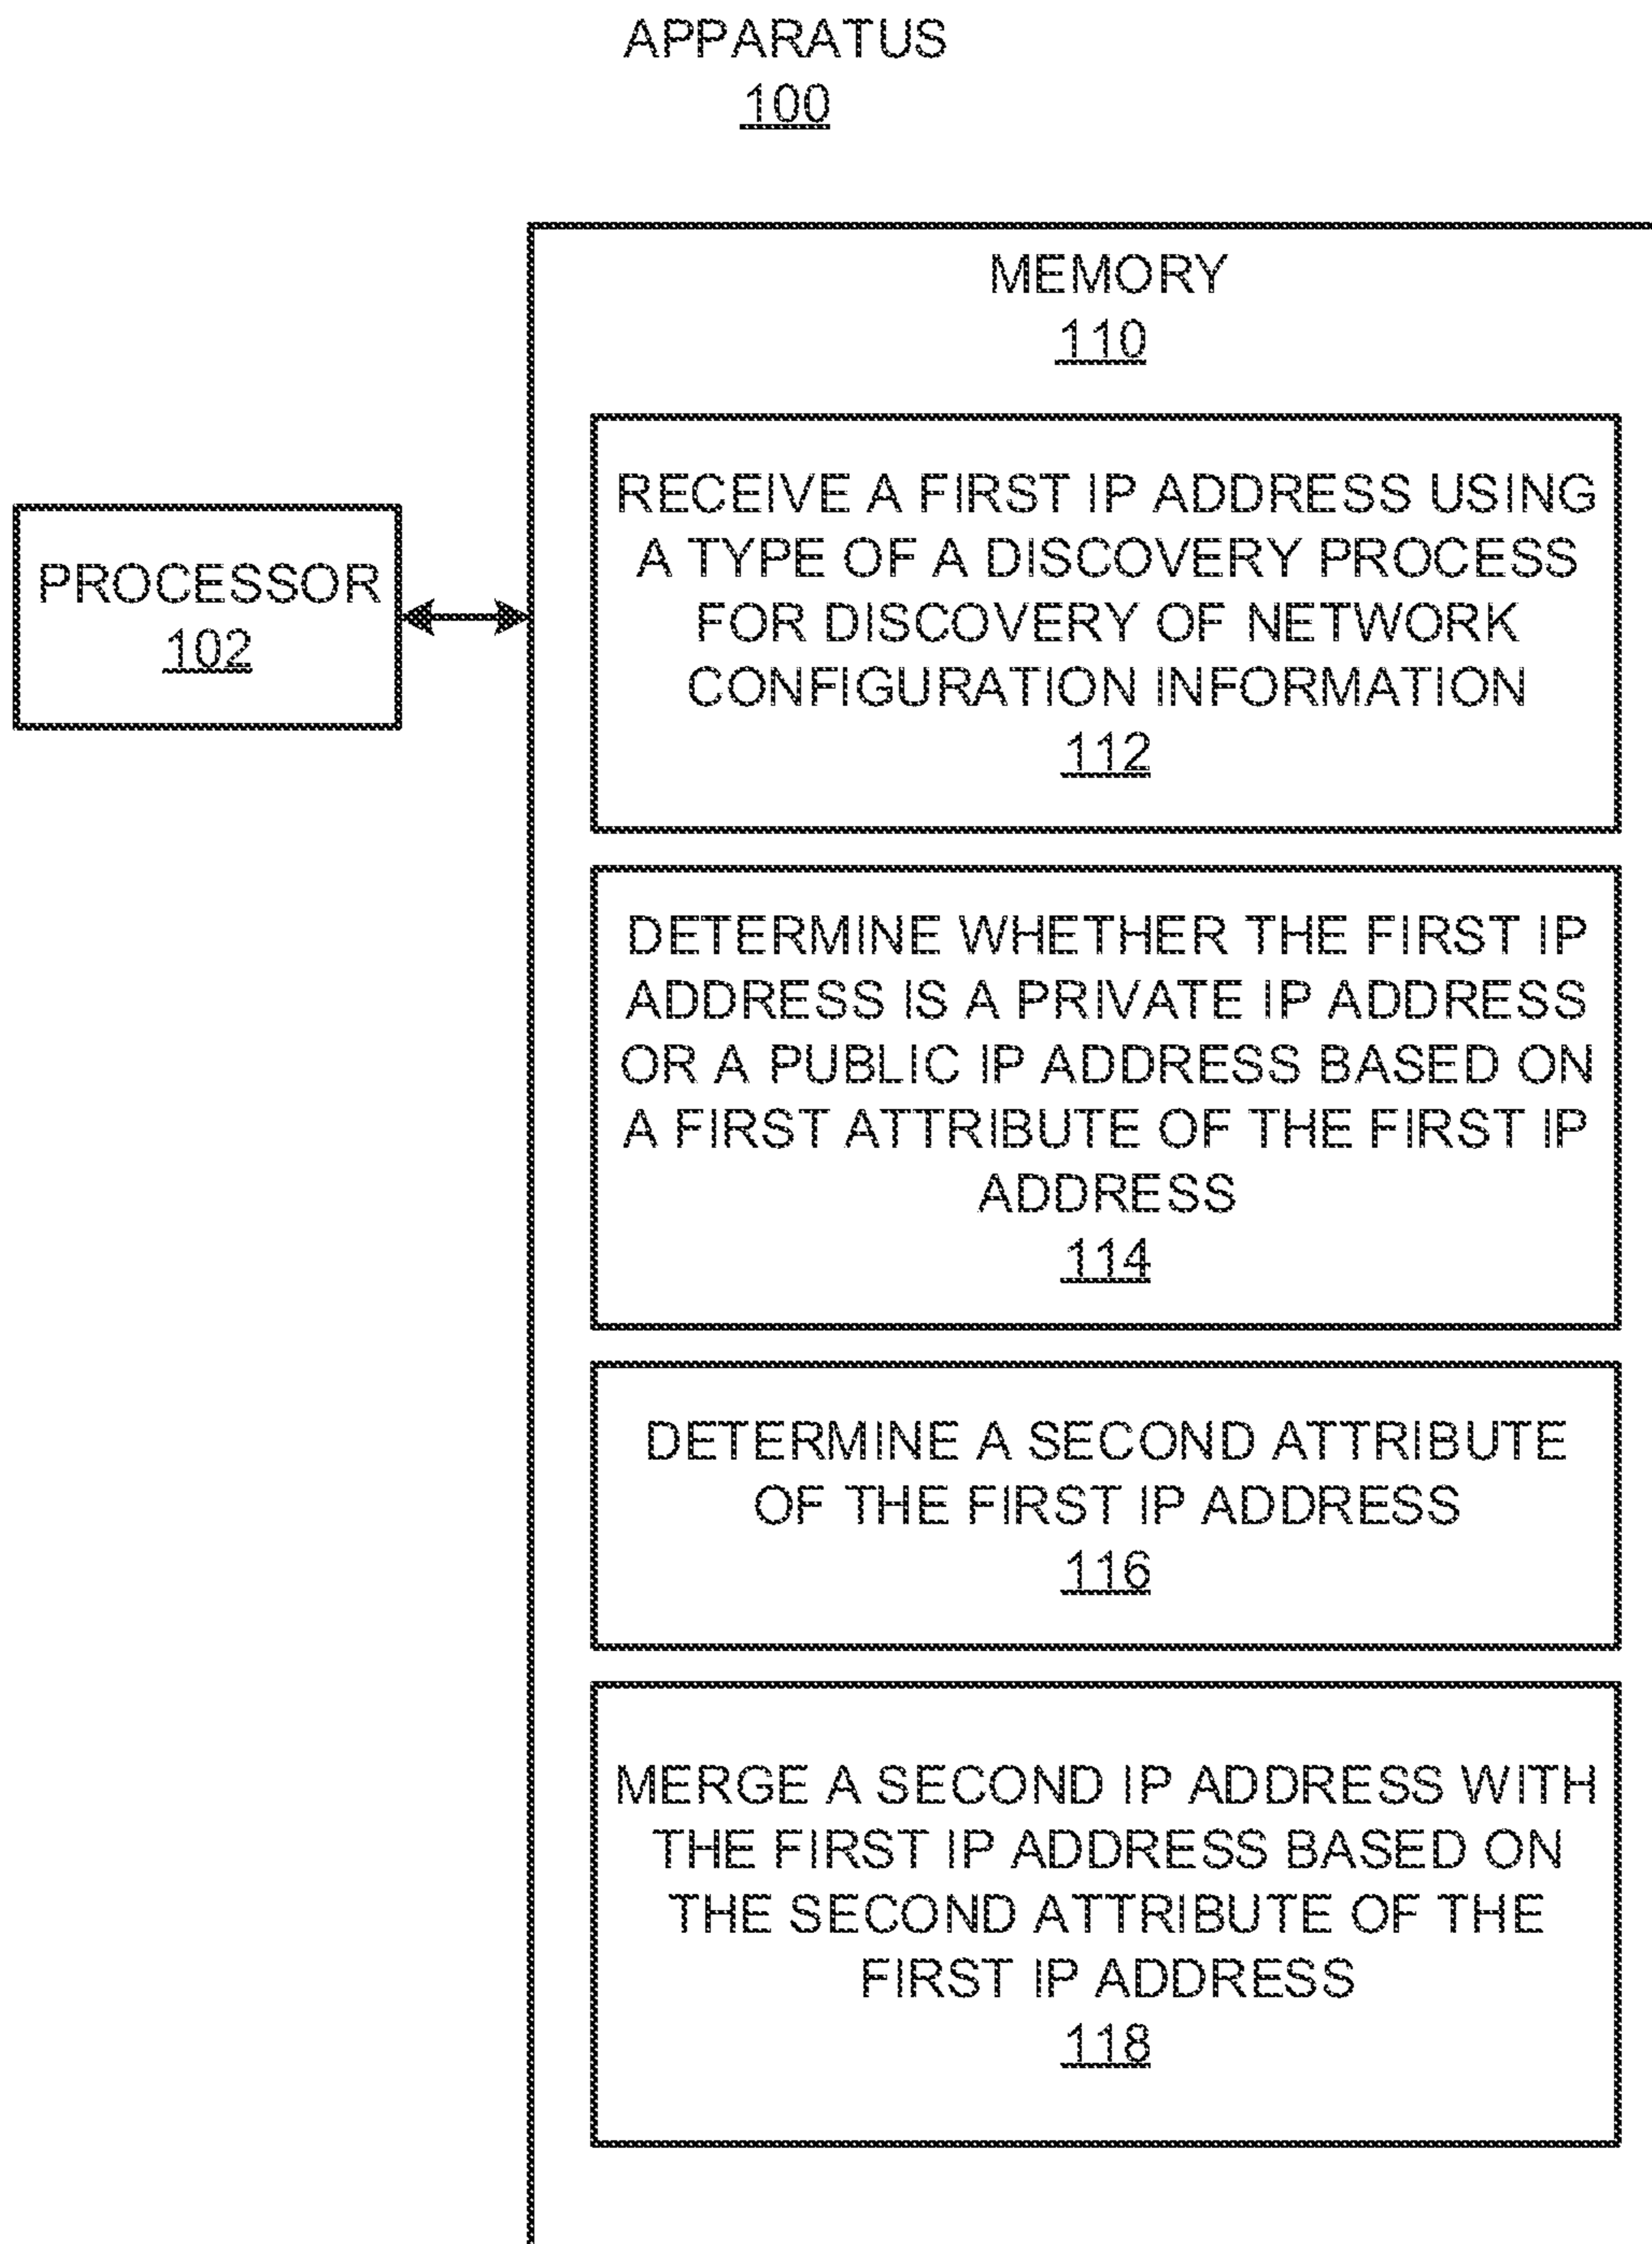 APPARATUS
100
MEMORY
110
PROCESSOR
102
RECEIVE A FIRST IP ADDRESS USING
A TYPE OF A DISCOVERY PROCESS
FOR DISCOVERY OF NETWORK
CONFIGURATION INFORMATION
112
DETERMINE WHETHER THE FIRST IP
ADDRESS IS A PRIVATE IP ADDRESS
OR A PUBLIC IP ADDRESS BASED ON
A FIRST ATTRIBUTE OF THE FIRST IP
ADDRESS
114
DETERMINE A SECOND ATTRIBUTE
OF THE FIRST IP ADDRESS
116
MERGE A SECOND IP ADDRESS WITH
THE FIRST IP ADDRESS BASED ON
THE SECOND ATTRIBUTE OF THE
FIRST IP ADDRESS
118